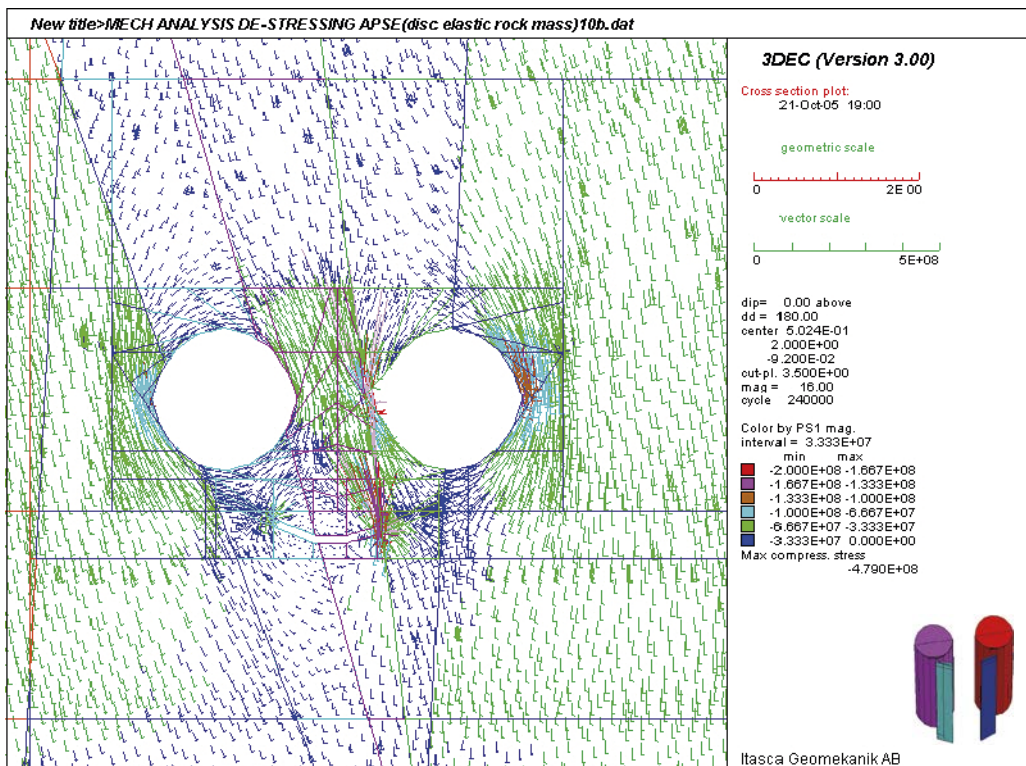 New title>MECH ANALYSIS DE-STRESSING APSE(disc elastic rock mass)10b.dat
3DEC (Version 3.00)
Cross section plot:
21-Oct-05 19:00
geometric scale
0 2E 00
vector scale
0 5E+08
dip= 0.00 above
dd = 180.00
center 5.024E-01
2.000E+00
-9.200E-02
cut-pl. 3.500E+00
mag = 16.00
cycle 240000
Color by PS1 mag.
interval = 3.333E+07
min max
-2.000E+08 -1.667E+08
-1.667E+08 -1.333E+08
-1.333E+08 -1.000E+08
-1.000E+08 -6.667E+07
-6.667E+07 -3.333E+07
-3.333E+07 0.000E+00
Max compress. stress
-4.790E+08
Itasca Geomekanik AB